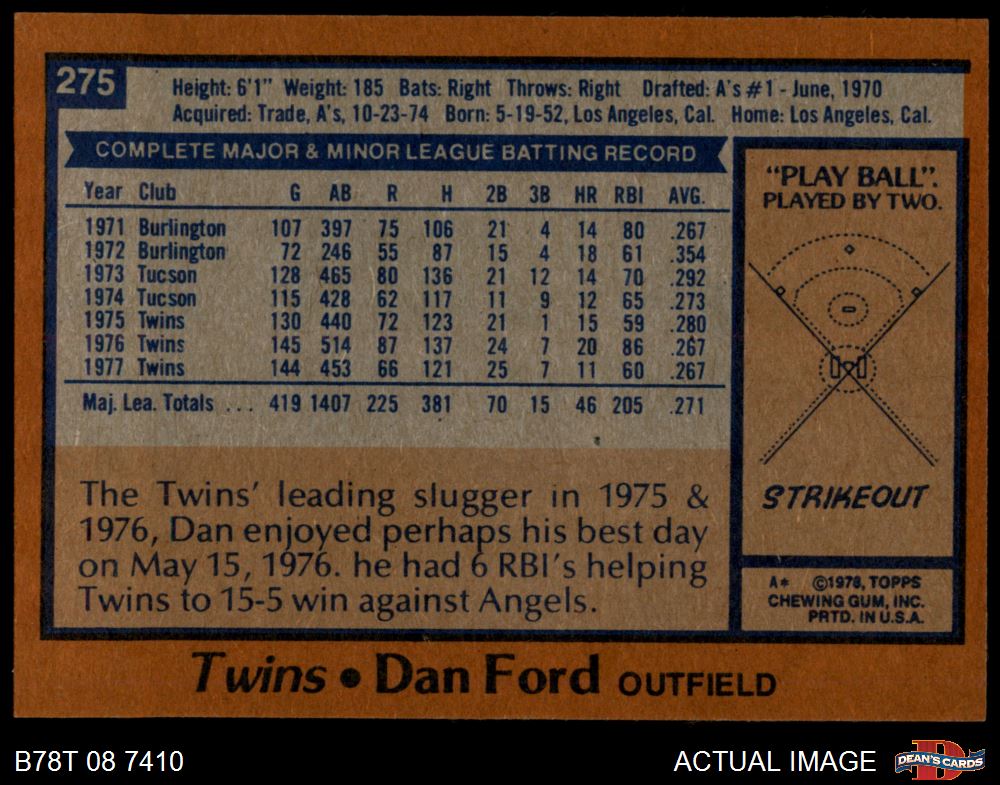 275
Height: 6'1" Weight: 185 Bats: Right Throws: Right Drafted: A's #1 - June, 1970
Acquired: Trade, A's, 10-23-74 Born: 5-19-52, Los Angeles, Cal. Home: Los Angeles, Cal.
COMPLETE MAJOR & MINOR LEAGUE BATTING RECORD
Year Club G AB R H 2B 3B HR RBI AVG.
1971 Burlington 107 397 75 106 21 4 14 80 .267
1972 Burlington 72 246 55 87 15 4 18 61 .354
1973 Tucson 128 465 80 136 21 12 14 70 .292
1974 Tucson 115 428 62 117 11 9 12 65 .273
1975 Twins 130 440 72 123 21 1 15 59 .280
1976 Twins 145 514 87 137 24 7 20 86 .267
1977 Twins 144 453 66 121 25 7 11 60 .267
Maj. Lea. Totals ... 419 1407 225 381 70 15 46 205 .271
The Twins' leading slugger in 1975 &
1976, Dan enjoyed perhaps his best day
on May 15, 1976. he had 6 RBI's helping
Twins to 15-5 win against Angels.
"PLAY BALL".
PLAYED BY TWO.
STRIKEOUT
A* ©1978, TOPPS
CHEWING GUM, INC.
PRTD. IN U.S.A.
Twins • Dan Ford OUTFIELD
B78T 08 7410
ACTUAL IMAGE
D
DEAN'S CARDS